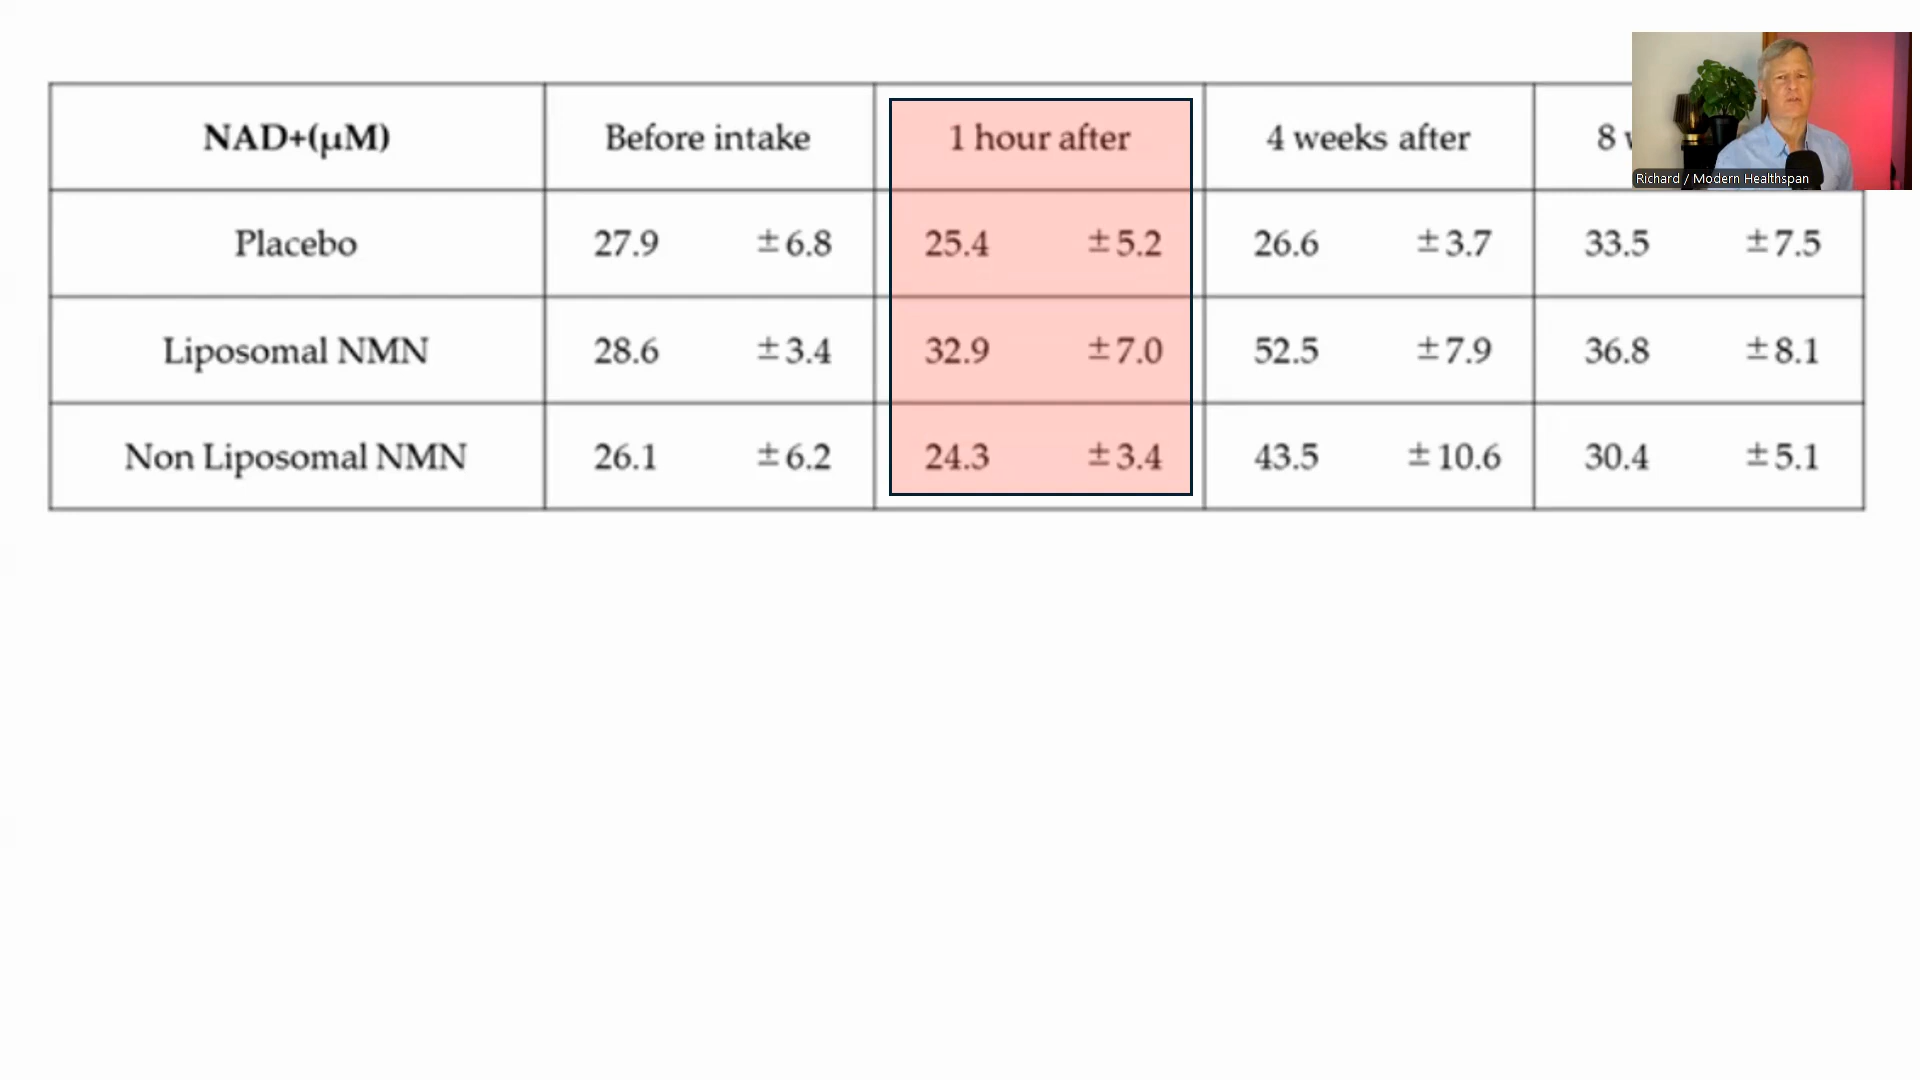 NAD+(μM) Before intake 1 hour after 4 weeks after 8
Richard / Modern Healthspan
Placebo 27.9 ±6.8 25.4 ±5.2 26.6 ±3.7 33.5 ±7.5
Liposomal NMN 28.6 ±3.4 32.9 ±7.0 52.5 ±7.9 36.8 ±8.1
Non Liposomal NMN 26.1 ±6.2 24.3 ±3.4 43.5 ±10.6 30.4 ±5.1